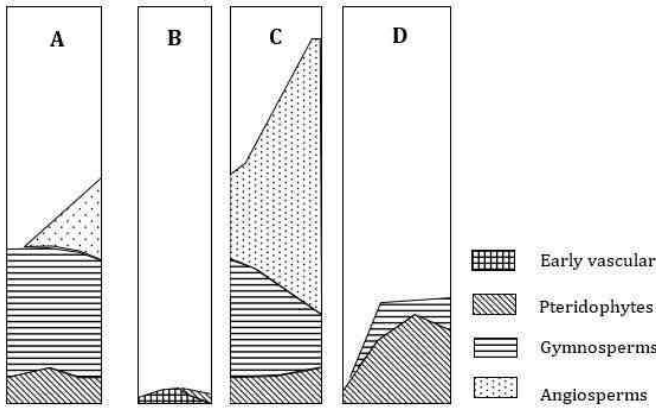 A B C D
Early vascular
Pteridophytes
Gymnosperms
Angiosperms